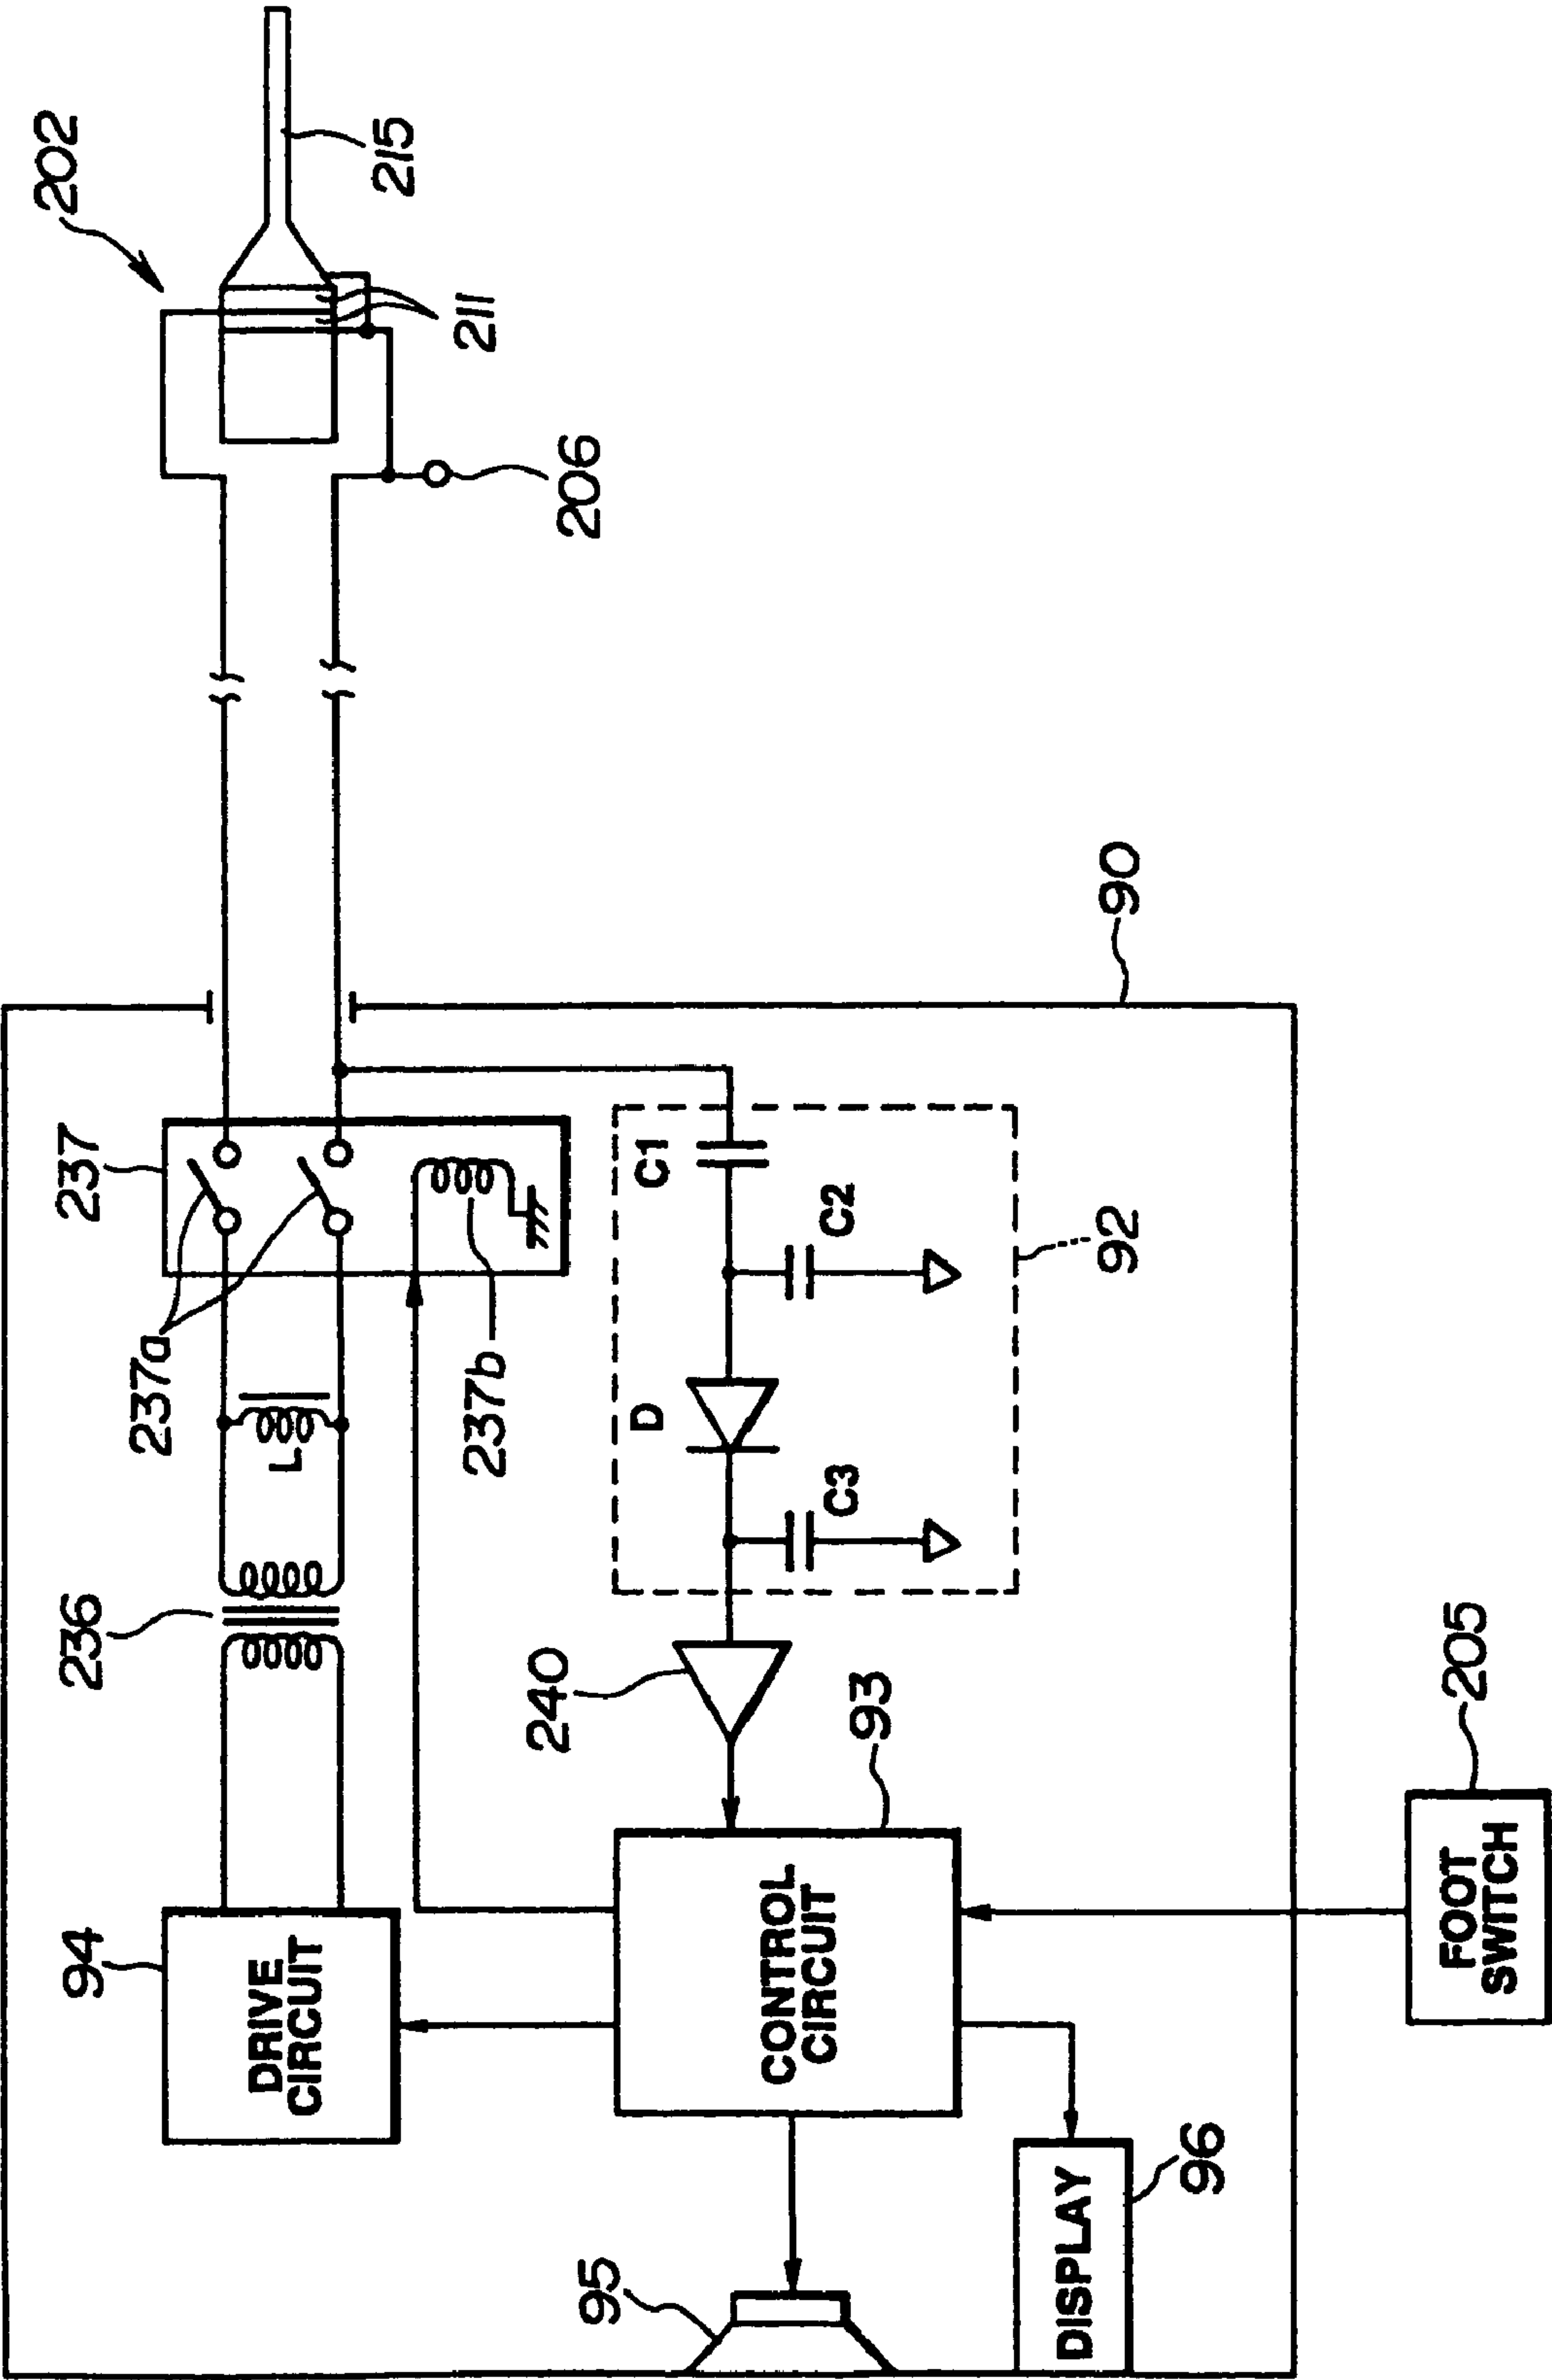 202
215
211
206
90
237
237a
237b
L
236
C1
C2
D
C3
92
240
94
DRIVE
CIRCUIT
93
CONTROL
CIRCUIT
205
FOOT
SWITCH
95
DISPLAY
96